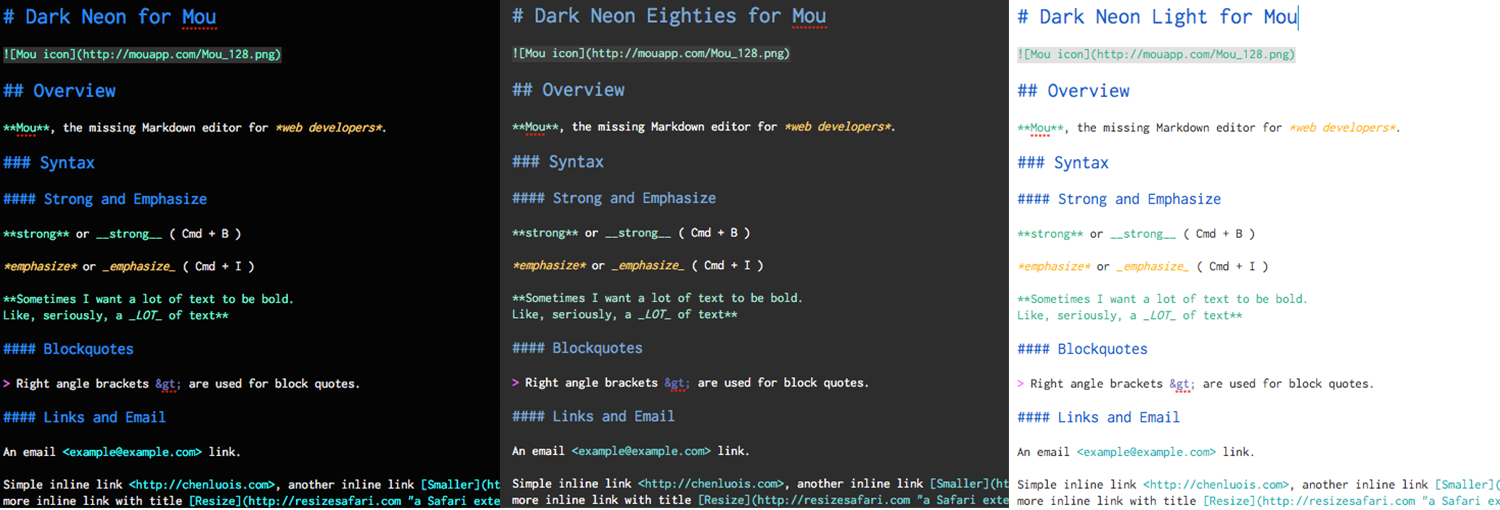 # Dark Neon for Mou
![Mou icon](http://mouapp.com/Mou_128.png)
## Overview
**Mou**, the missing Markdown editor for *web developers*.
### Syntax
#### Strong and Emphasize
**strong** or __strong__ ( Cmd + B )
*emphasize* or _emphasize_ ( Cmd + I )
**Sometimes I want a lot of text to be bold.
Like, seriously, a _LOT_ of text**
#### Blockquotes
> Right angle brackets &gt; are used for block quotes.
#### Links and Email
An email <example@example.com> link.
Simple inline link <http://chenluois.com>, another inline link [Smaller](ht
more inline link with title [Resize](http://resizesafari.com "a Safari exte
# Dark Neon Eighties for Mou
![Mou icon](http://mouapp.com/Mou_128.png)
## Overview
**Mou**, the missing Markdown editor for *web developers*.
### Syntax
#### Strong and Emphasize
**strong** or __strong__ ( Cmd + B )
*emphasize* or _emphasize_ ( Cmd + I )
**Sometimes I want a lot of text to be bold.
Like, seriously, a _LOT_ of text**
#### Blockquotes
> Right angle brackets &gt; are used for block quotes.
#### Links and Email
An email <example@example.com> link.
Simple inline link <http://chenluois.com>, another inline link [Smaller](ht
more inline link with title [Resize](http://resizesafari.com "a Safari exte
# Dark Neon Light for Mou
![Mou icon](http://mouapp.com/Mou_128.png)
## Overview
**Mou**, the missing Markdown editor for *web developers*.
### Syntax
#### Strong and Emphasize
**strong** or __strong__ ( Cmd + B )
*emphasize* or _emphasize_ ( Cmd + I )
**Sometimes I want a lot of text to be bold.
Like, seriously, a _LOT_ of text**
#### Blockquotes
> Right angle brackets &gt; are used for block quotes.
#### Links and Email
An email <example@example.com> link.
Simple inline link <http://chenluois.com>, another inline link [Smaller](
more inline link with title [Resize](http://resizesafari.com "a Safari ex